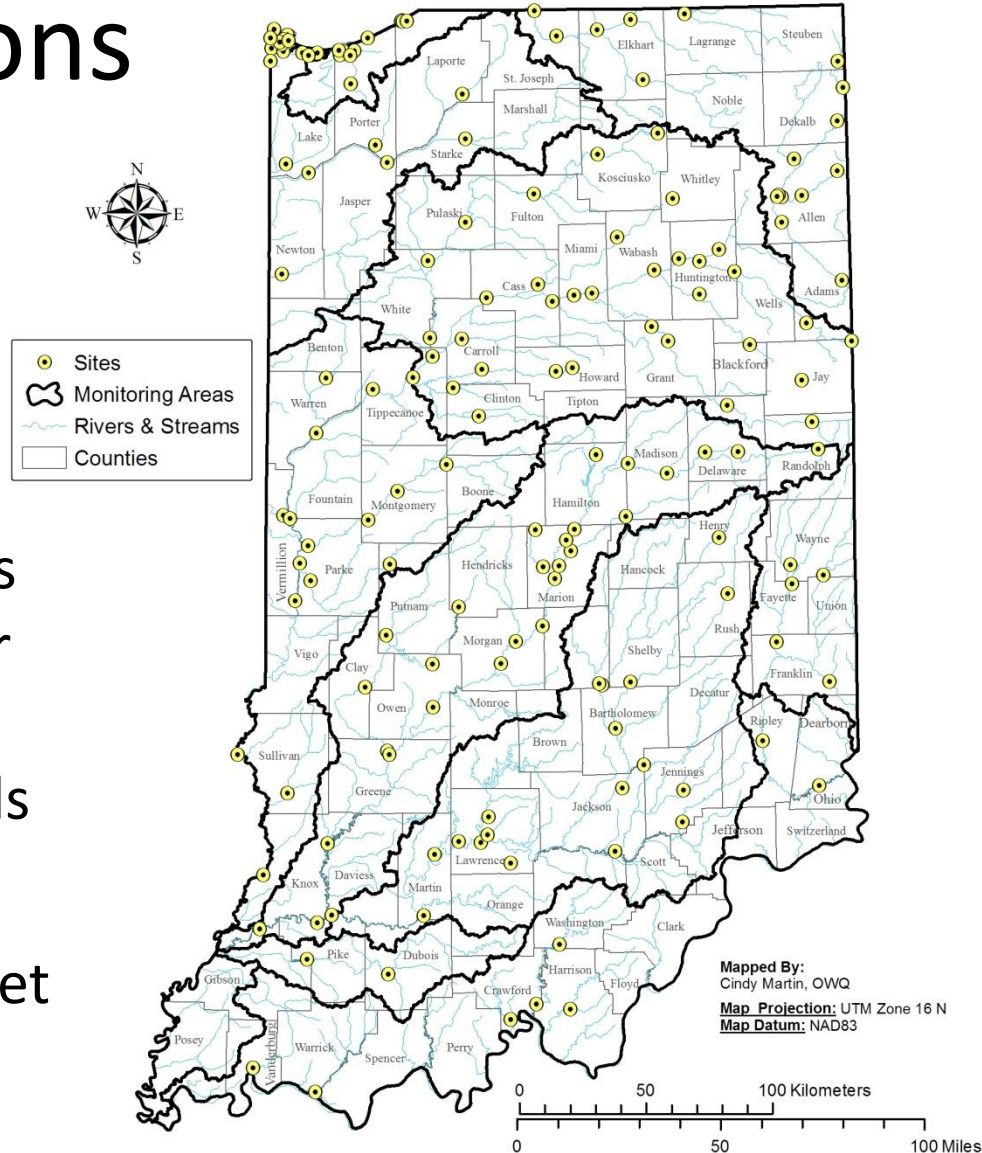 ons
N
W
E
S
Sites
Monitoring Areas
Rivers & Streams
Counties
s
r
ls
et
Lake
Porter
Laporte
St. Joseph
Elkhart
Lagrange
Steuben
Noble
Dekalb
Marshall
Starke
Jasper
Newton
Pulaski
Fulton
Kosciusko
Whitley
Allen
Miami
Wabash
Huntington
Wells
Adams
White
Cass
Benton
Carroll
Howard
Grant
Blackford
Jay
Warren
Tippecanoe
Clinton
Tipton
Madison
Delaware
Randolph
Fountain
Montgomery
Boone
Hamilton
Henry
Wayne
Vermillion
Parke
Hendricks
Marion
Hancock
Fayette
Union
Putnam
Morgan
Rush
Shelby
Vigo
Clay
Franklin
Owen
Monroe
Decatur
Bartholomew
Brown
Ripley
Dearborn
Sullivan
Greene
Jennings
Jackson
Ohio
Jefferson
Switzerland
Lawrence
Scott
Knox
Daviess
Martin
Orange
Washington
Clark
Pike
Dubois
Gibson
Crawford
Harrison
Floyd
Posey
Vanderburgh
Warrick
Spencer
Perry
Mapped By:
Cindy Martin, OWQ
Map Projection: UTM Zone 16 N
Map Datum: NAD83
0 50 100 Kilometers
0 50 100 Miles